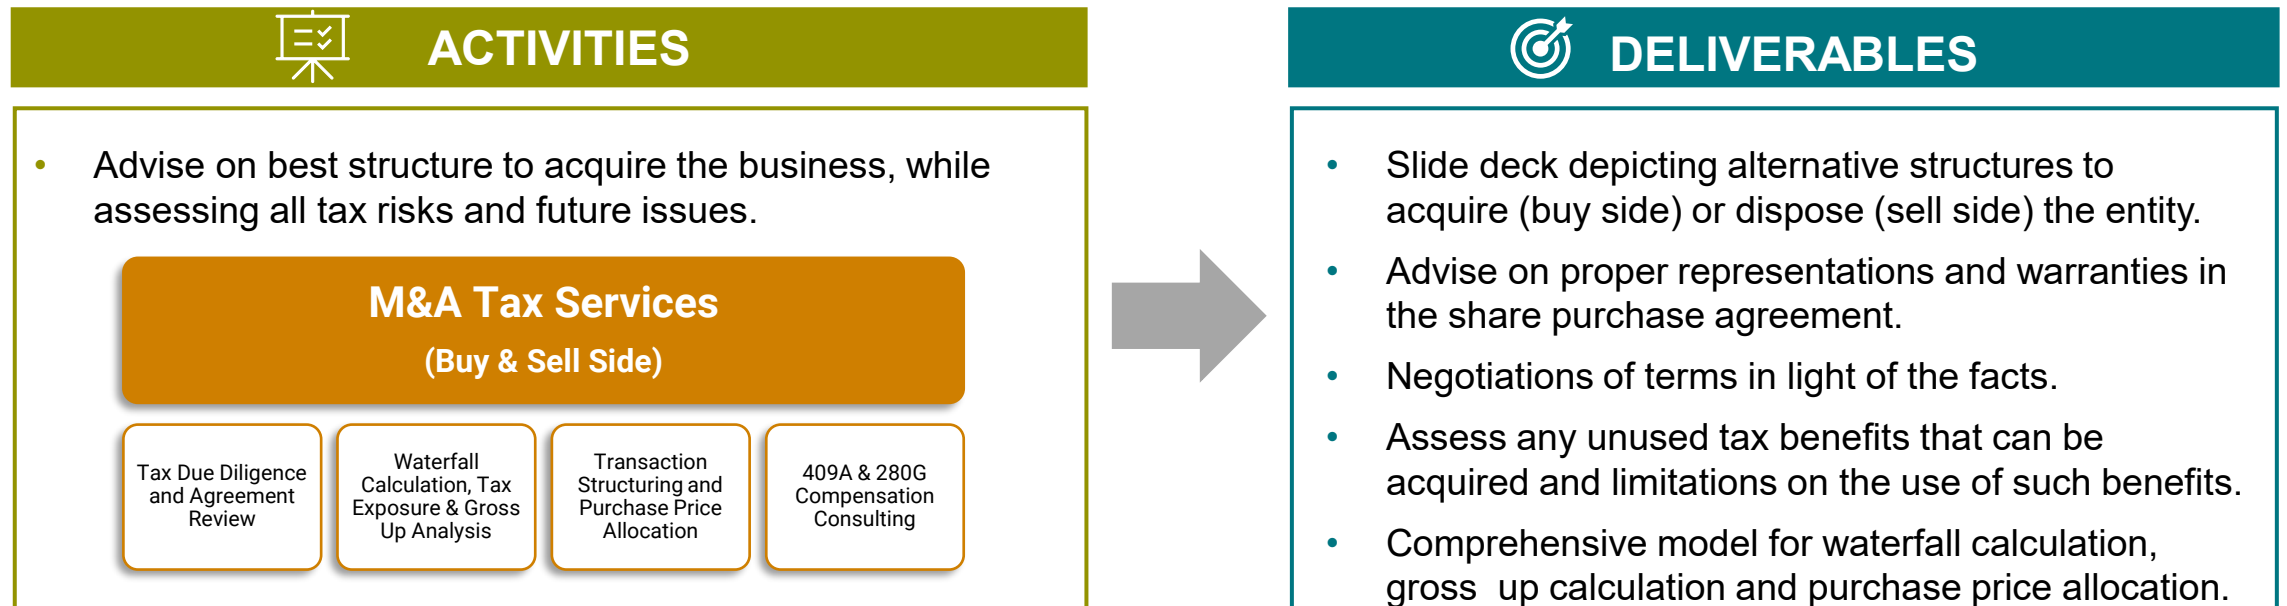 ACTIVITIES
• Advise on best structure to acquire the business, while
assessing all tax risks and future issues.
M&A Tax Services
(Buy & Sell Side)
Tax Due Diligence
and Agreement
Review
Waterfall
Calculation, Tax
Exposure & Gross
Up Analysis
Transaction
Structuring and
Purchase Price
Allocation
409A & 280G
Compensation
Consulting
DELIVERABLES
• Slide deck depicting alternative structures to
acquire (buy side) or dispose (sell side) the entity.
• Advise on proper representations and warranties in
the share purchase agreement.
• Negotiations of terms in light of the facts.
• Assess any unused tax benefits that can be
acquired and limitations on the use of such benefits.
• Comprehensive model for waterfall calculation,
gross  up calculation and purchase price allocation.